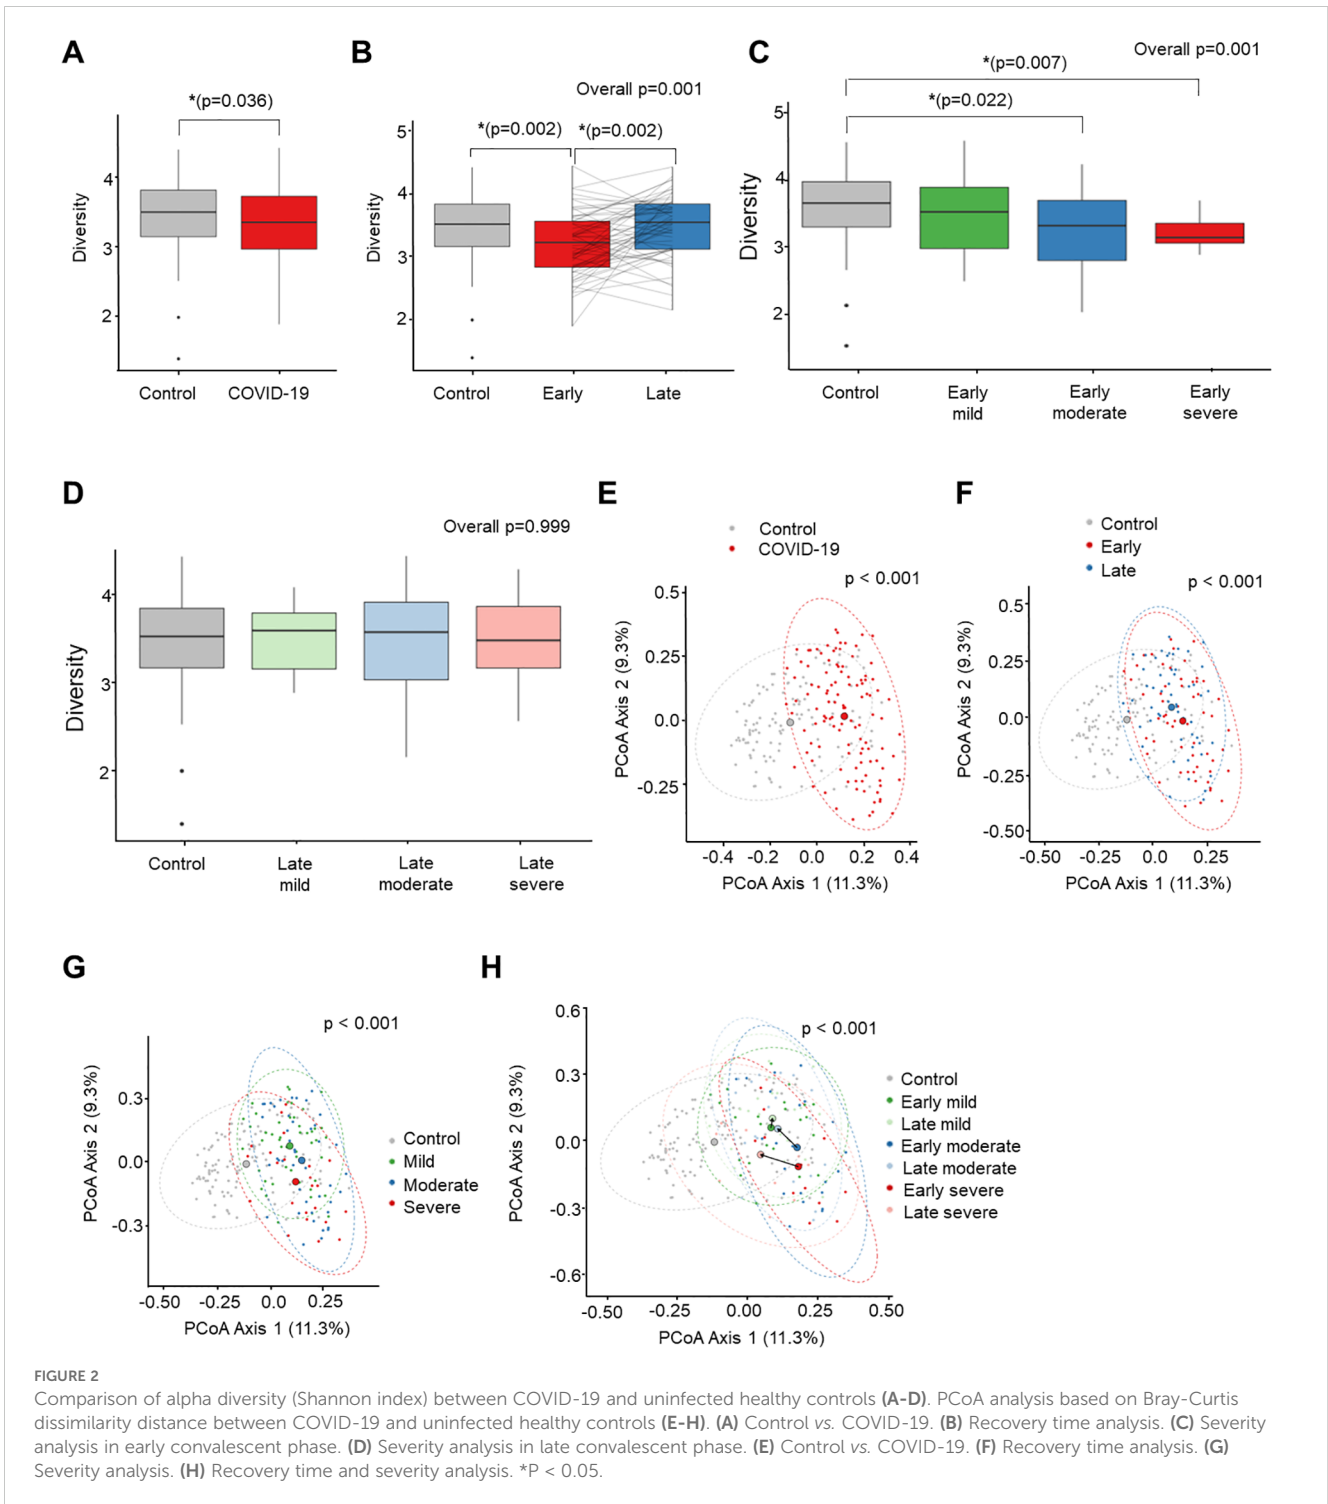 A
*(p=0.036)
Diversity
4
3
2
Control COVID-19
B
Overall p=0.001
*(p=0.002) *(p=0.002)
Diversity
5
4
3
2
Control Early Late
C
Overall p=0.001
*(p=0.007)
*(p=0.022)
Diversity
5
4
3
2
Control Early mild Early moderate Early severe
D
Overall p=0.999
Diversity
4
3
2
Control Late mild Late moderate Late severe
E
Control
COVID-19
p < 0.001
PCoA Axis 2 (9.3%)
0.5
0.25
0.0
-0.25
-0.4 -0.2 0.0 0.2 0.4
PCoA Axis 1 (11.3%)
F
Control
Early
Late
p < 0.001
PCoA Axis 2 (9.3%)
0.5
0.25
0.0
-0.25
-0.50
-0.50 -0.25 0.0 0.25
PCoA Axis 1 (11.3%)
G
p < 0.001
PCoA Axis 2 (9.3%)
0.3
0.0
-0.3
-0.50 -0.25 0.0 0.25
PCoA Axis 1 (11.3%)
Control
Mild
Moderate
Severe
H
p < 0.001
PCoA Axis 2 (9.3%)
0.6
0.3
0.0
-0.3
-0.6
-0.50 -0.25 0.00 0.25 0.50
PCoA Axis 1 (11.3%)
Control
Early mild
Late mild
Early moderate
Late moderate
Early severe
Late severe
FIGURE 2
Comparison of alpha diversity (Shannon index) between COVID-19 and uninfected healthy controls (A-D). PCoA analysis based on Bray-Curtis
dissimilarity distance between COVID-19 and uninfected healthy controls (E-H). (A) Control vs. COVID-19. (B) Recovery time analysis. (C) Severity
analysis in early convalescent phase. (D) Severity analysis in late convalescent phase. (E) Control vs. COVID-19. (F) Recovery time analysis. (G)
Severity analysis. (H) Recovery time and severity analysis. *P < 0.05.